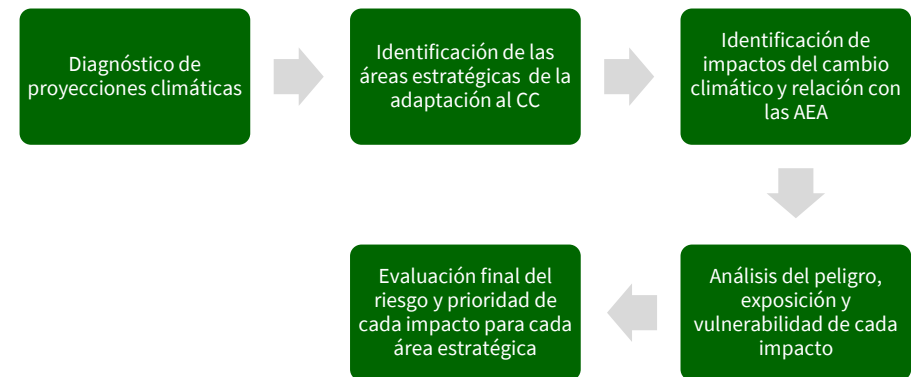 Diagnóstico de
proyecciones climáticas
Identificación de las
áreas estratégicas de la
adaptación al CC
Identificación de
impactos del cambio
climático y relación con
las AEA
Análisis del peligro,
exposición y
vulnerabilidad de cada
impacto
Evaluación final del
riesgo y prioridad de
cada impacto para cada
área estratégica